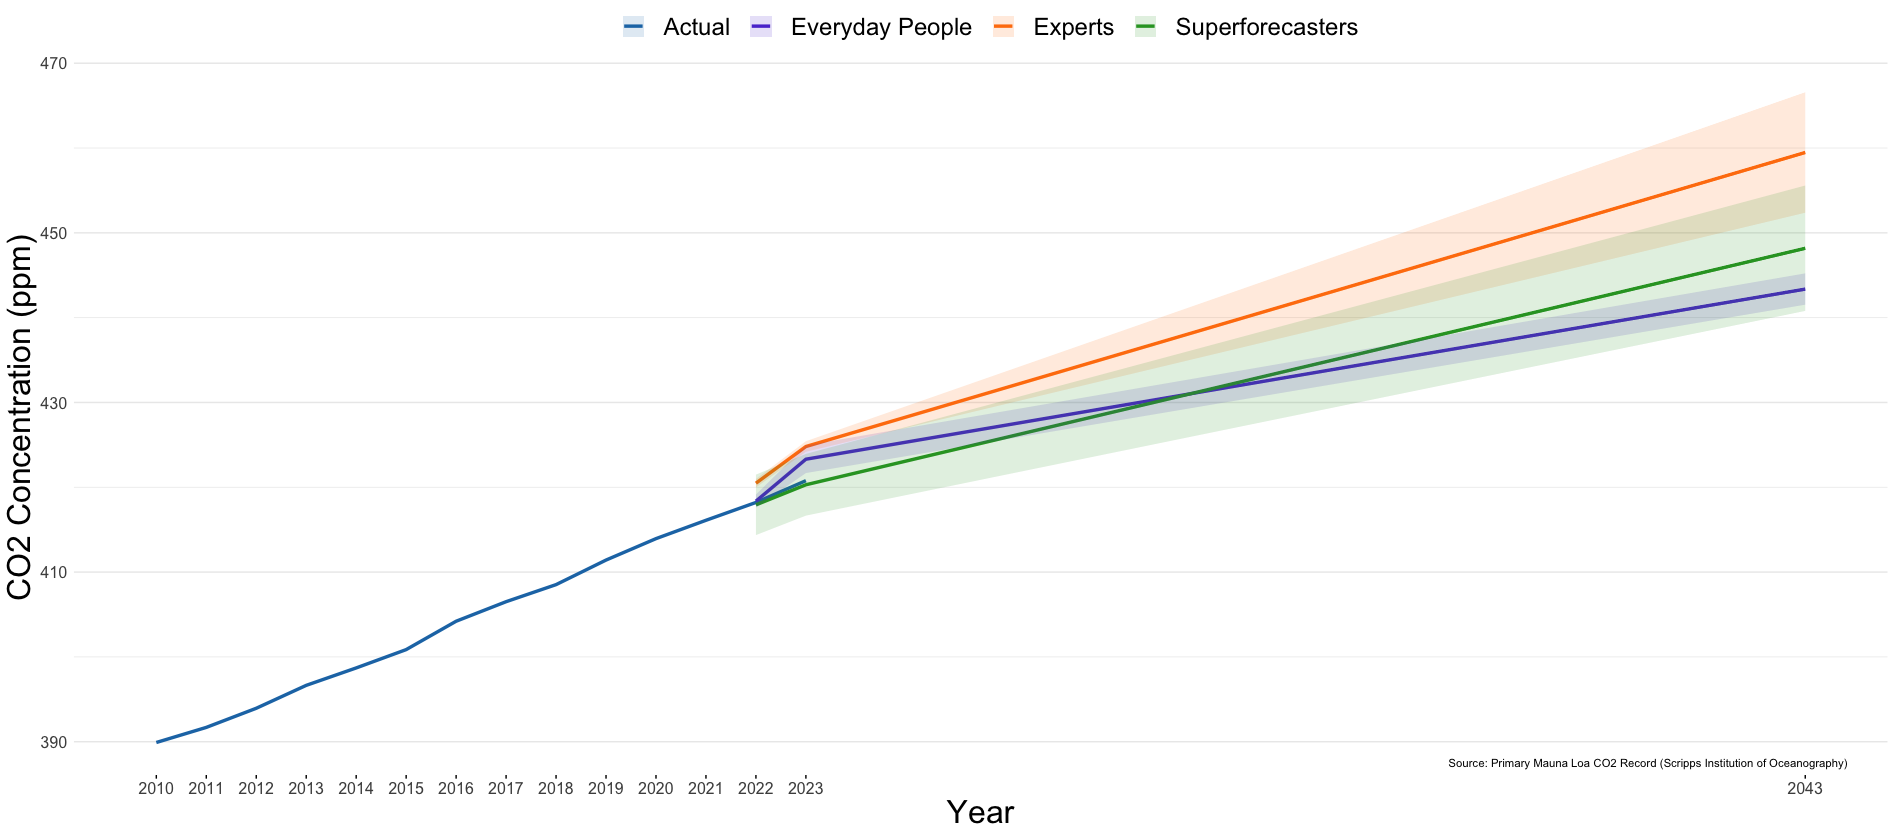 Actual Everyday People Experts Superforecasters
470
450
430
410
390
CO2 Concentration (ppm)
Source: Primary Mauna Loa CO2 Record (Scripps Institution of Oceanography)
2010 2011 2012 2013 2014 2015 2016 2017 2018 2019 2020 2021 2022 2023 2043
Year